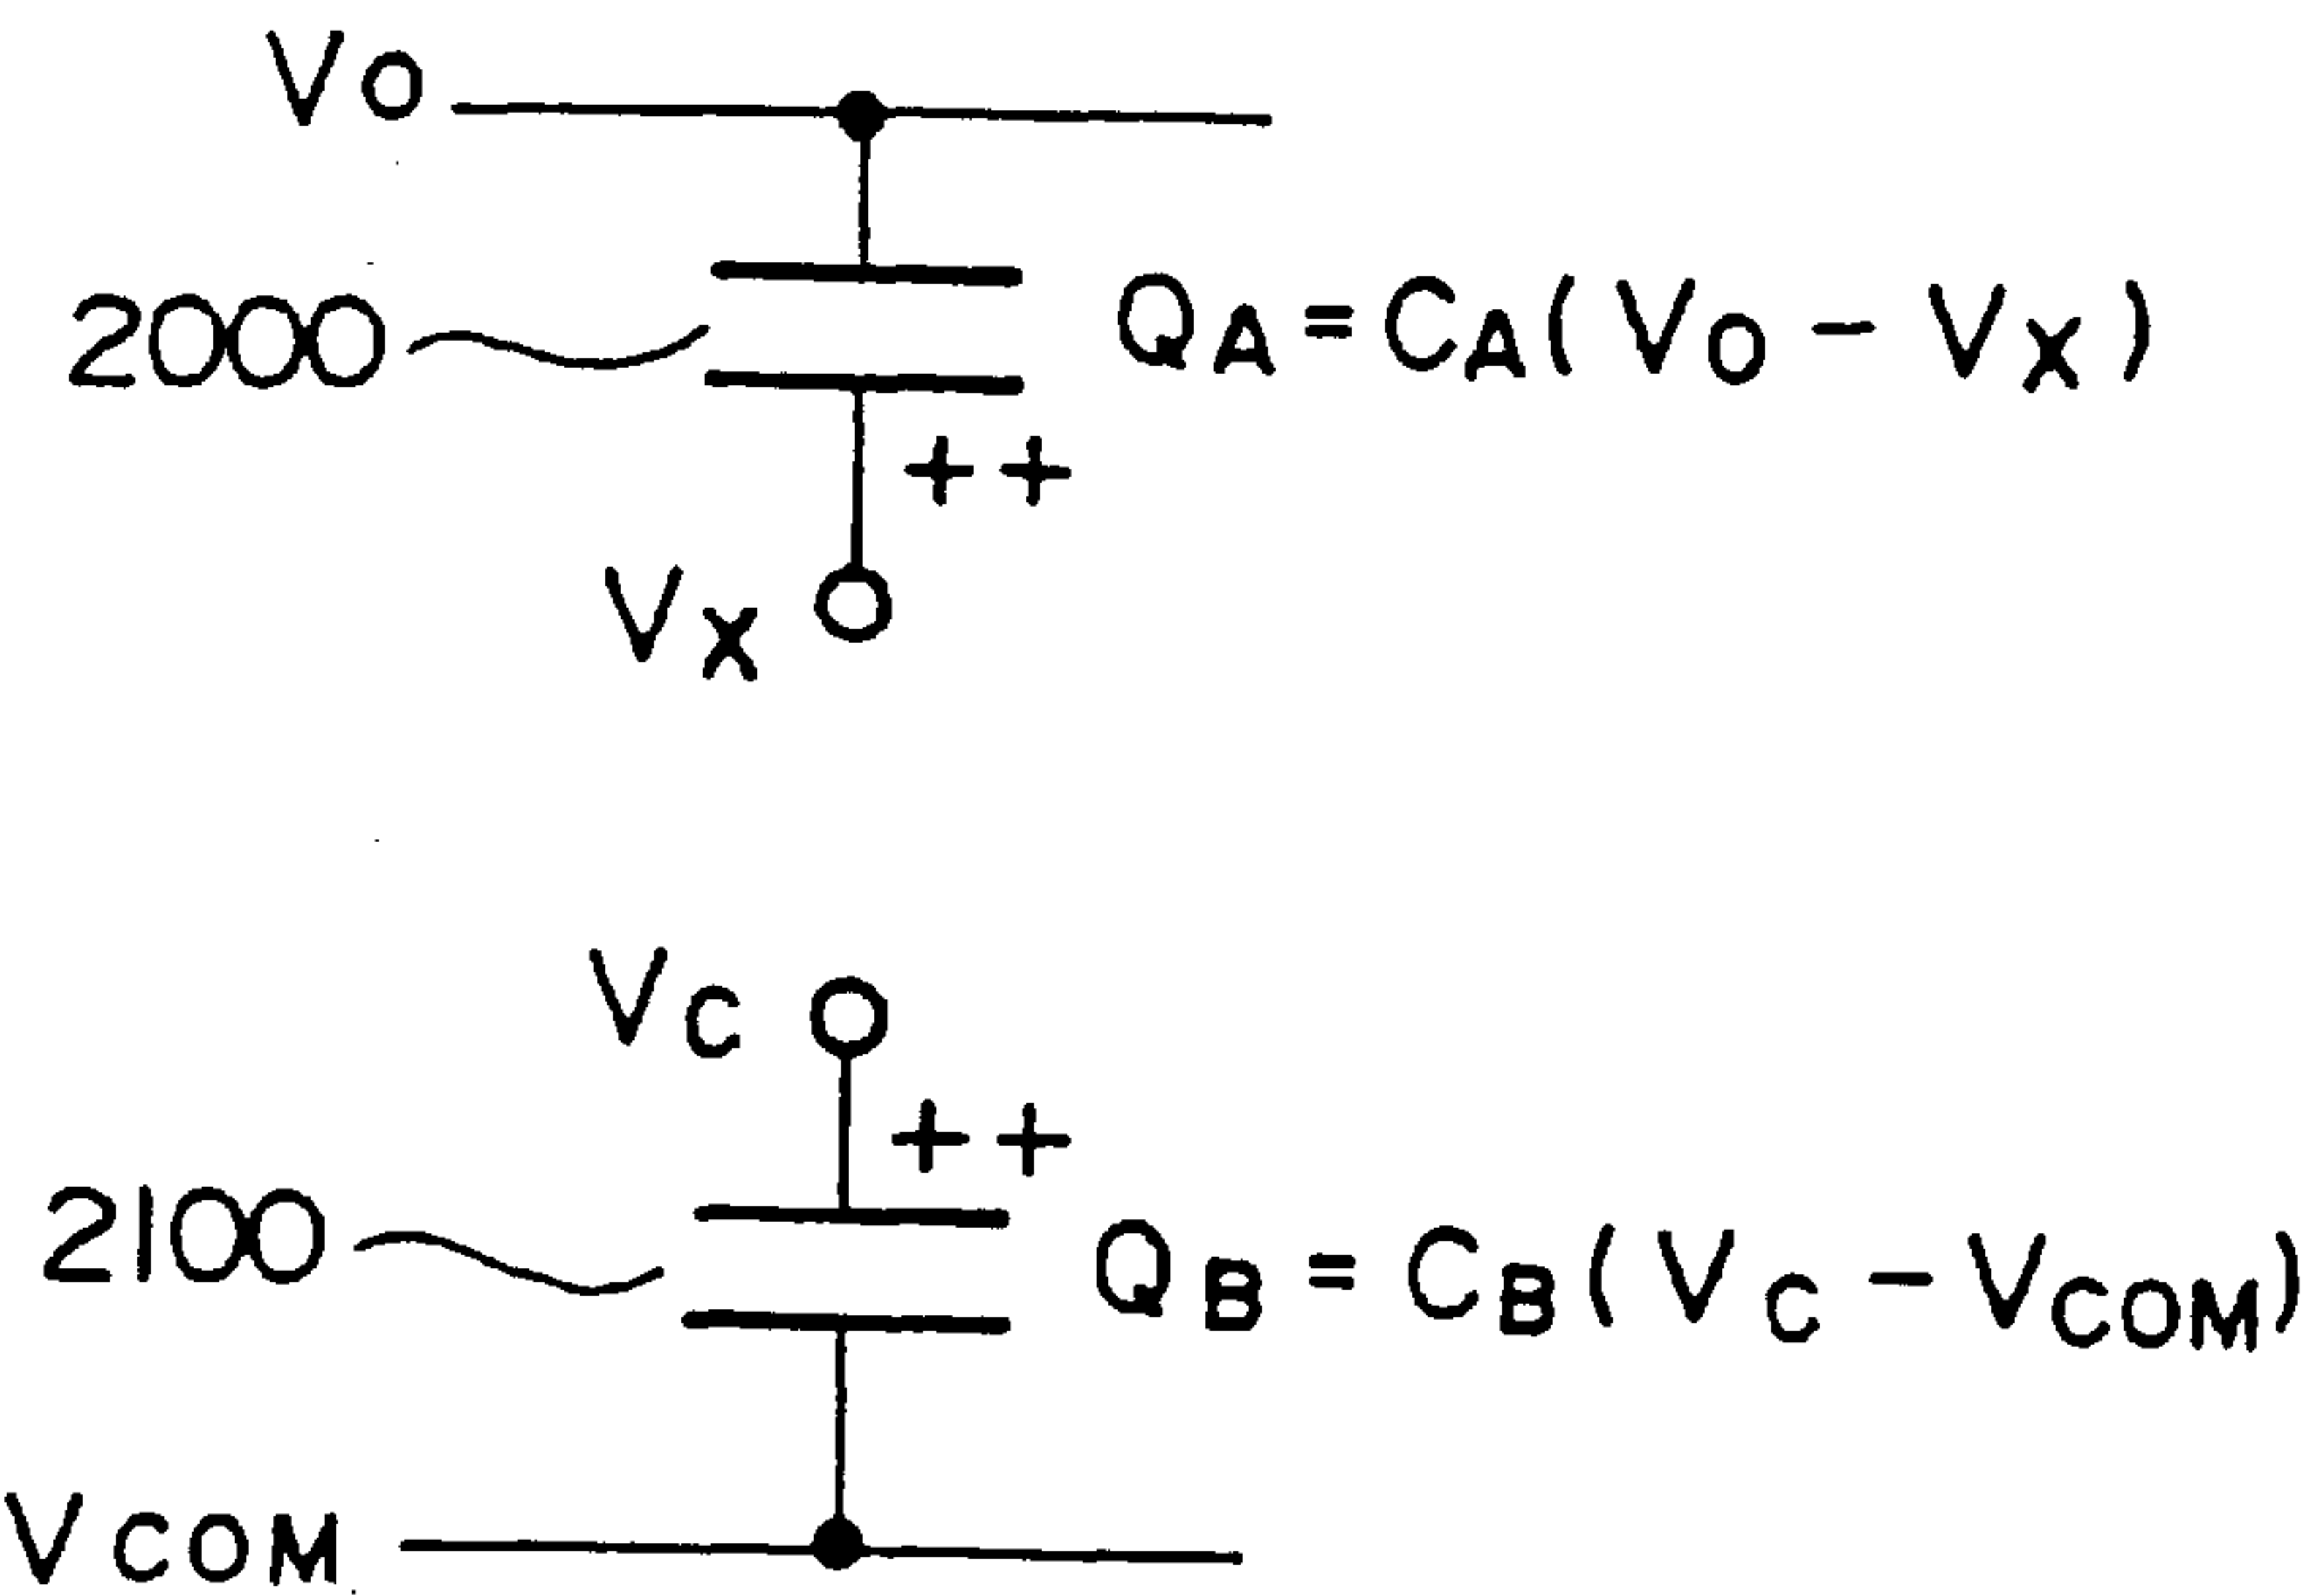 Vo
2000
QA=CA(Vo-Vx)
++
Vx
Vc
++
2100
QB=CB(Vc-VCOM)
VCOM